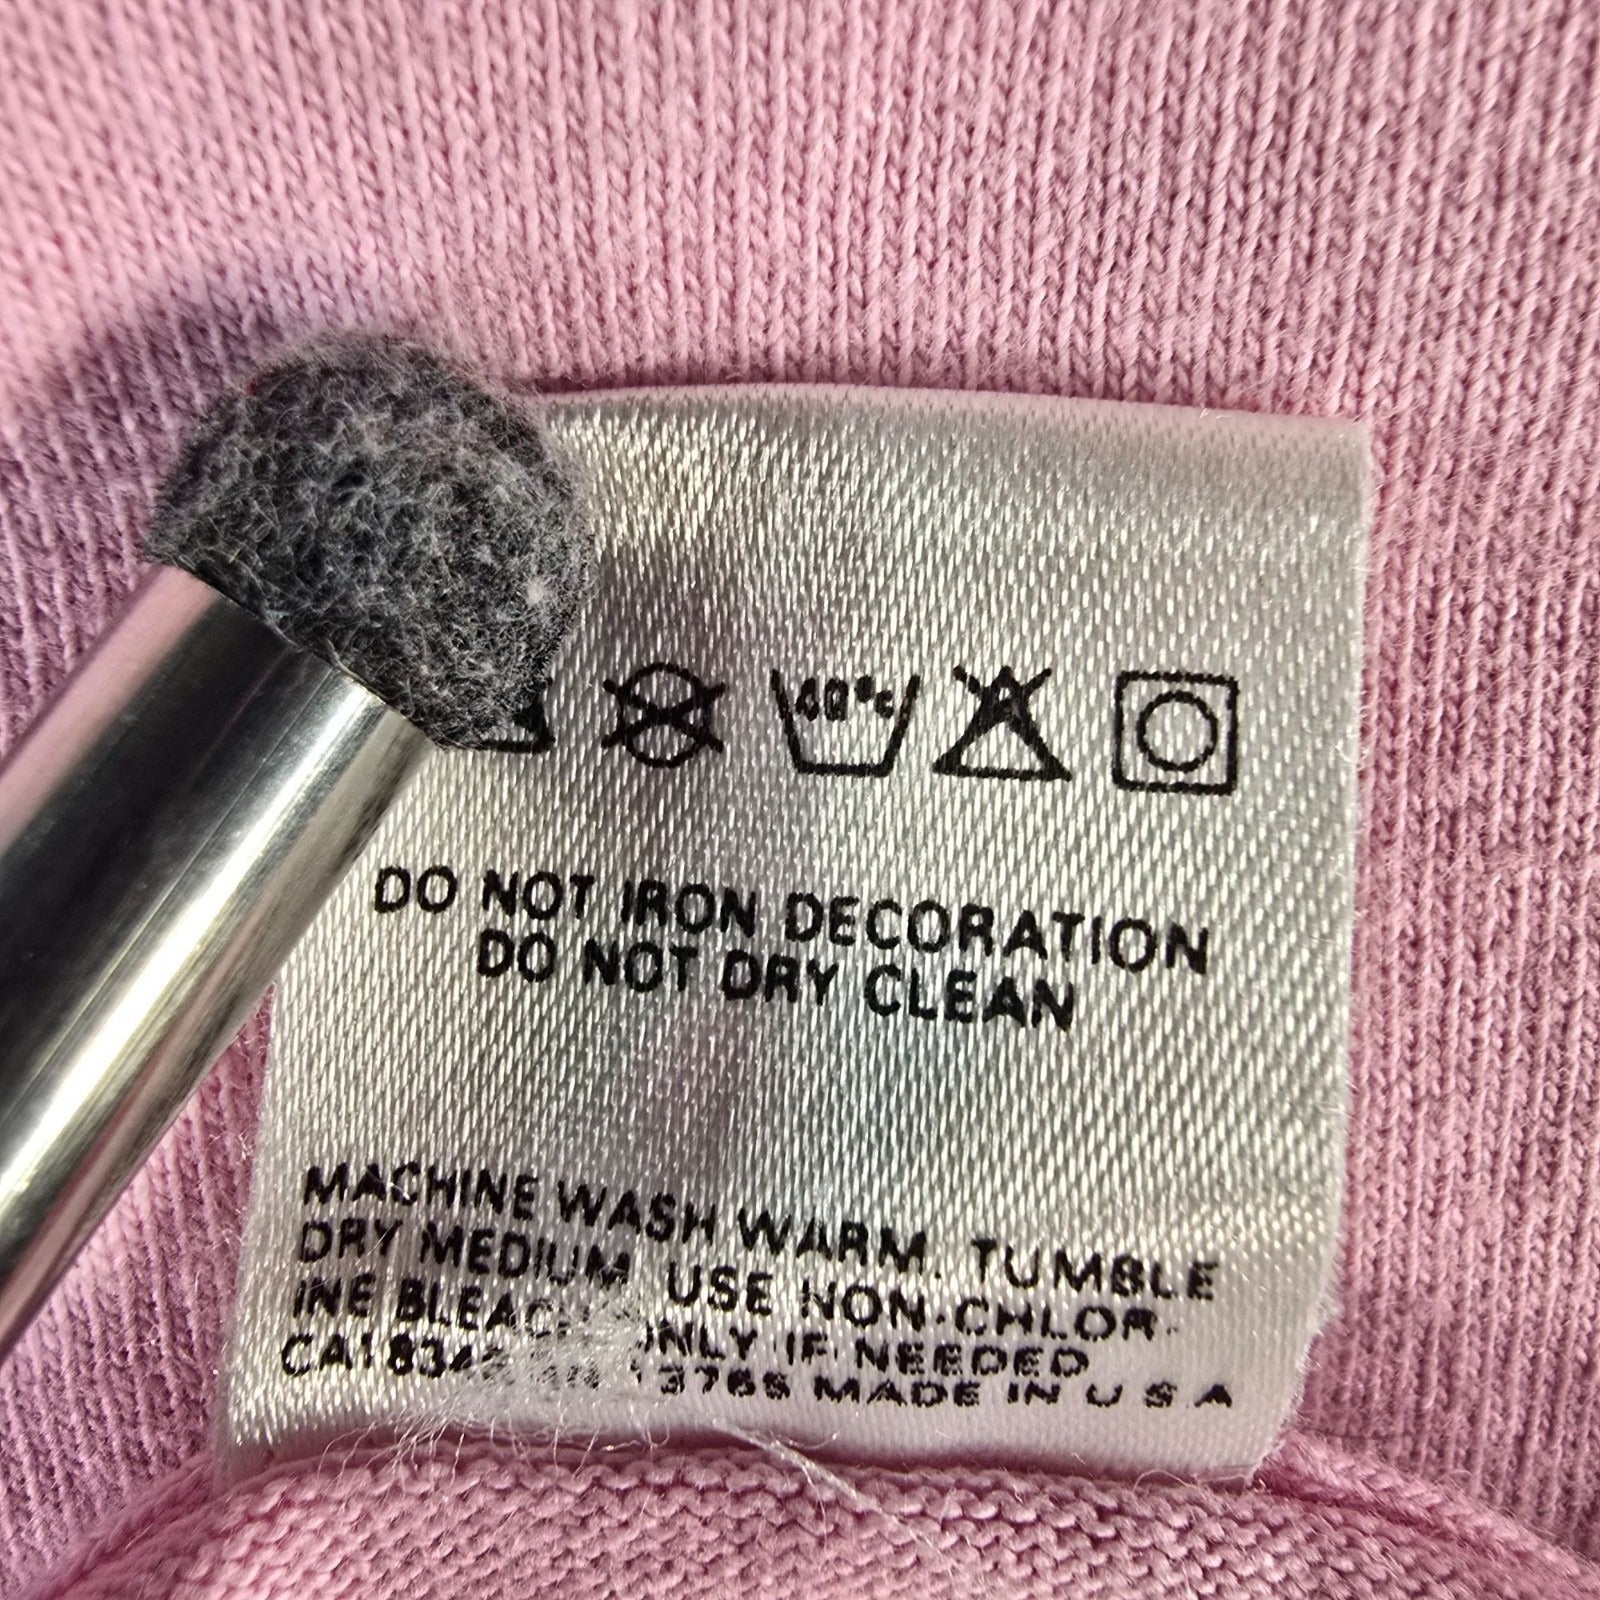 40°C A
DO NOT IRON DECORATION
DO NOT DRY CLEAN
MACHINE WASH WARM. TUMBLE
DRY MEDIUM USE NON-CHLOR-
INE BLEACH ONLY IF NEEDED
MADE IN U S A